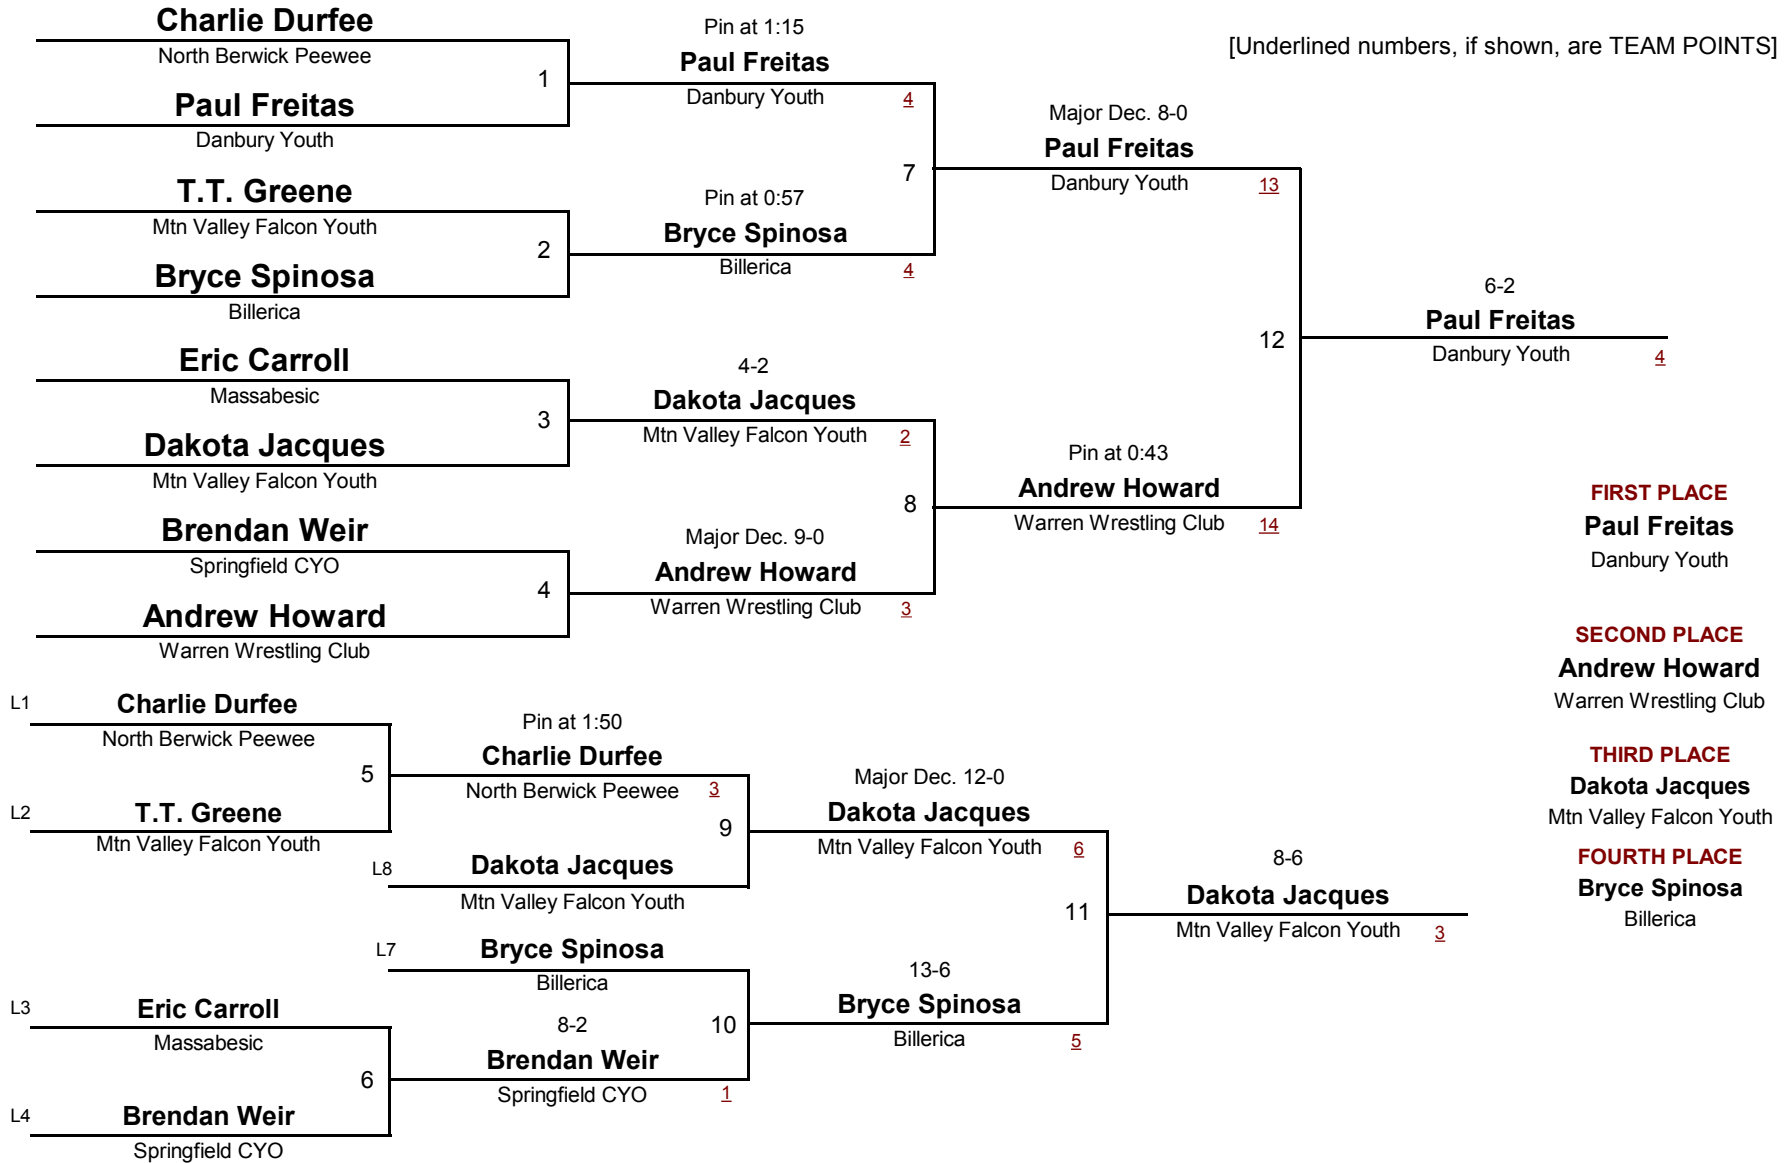 [Underlined numbers, if shown, are TEAM POINTS]
Charlie Durfee
North Berwick Peewee
1
Paul Freitas
Danbury Youth
T.T. Greene
Mtn Valley Falcon Youth
2
Bryce Spinosa
Billerica
Eric Carroll
Massabesic
3
Dakota Jacques
Mtn Valley Falcon Youth
Brendan Weir
Springfield CYO
4
Andrew Howard
Warren Wrestling Club
Pin at 1:15
Paul Freitas
Danbury Youth 4
7
Pin at 0:57
Bryce Spinosa
Billerica 4
4-2
Dakota Jacques
Mtn Valley Falcon Youth 2
8
Major Dec. 9-0
Andrew Howard
Warren Wrestling Club 3
Major Dec. 8-0
Paul Freitas
Danbury Youth 13
12
Pin at 0:43
Andrew Howard
Warren Wrestling Club 14
6-2
Paul Freitas
Danbury Youth 4
FIRST PLACE
Paul Freitas
Danbury Youth
SECOND PLACE
Andrew Howard
Warren Wrestling Club
THIRD PLACE
Dakota Jacques
Mtn Valley Falcon Youth
FOURTH PLACE
Bryce Spinosa
Billerica
L1 Charlie Durfee
North Berwick Peewee
5
L2 T.T. Greene
Mtn Valley Falcon Youth
L3 Eric Carroll
Massabesic
6
L4 Brendan Weir
Springfield CYO
Pin at 1:50
Charlie Durfee
North Berwick Peewee 3
9
L8 Dakota Jacques
Mtn Valley Falcon Youth
L7 Bryce Spinosa
Billerica
8-2 10
Brendan Weir
Springfield CYO 1
Major Dec. 12-0
Dakota Jacques
Mtn Valley Falcon Youth 6
11
13-6
Bryce Spinosa
Billerica 5
8-6
Dakota Jacques
Mtn Valley Falcon Youth 3